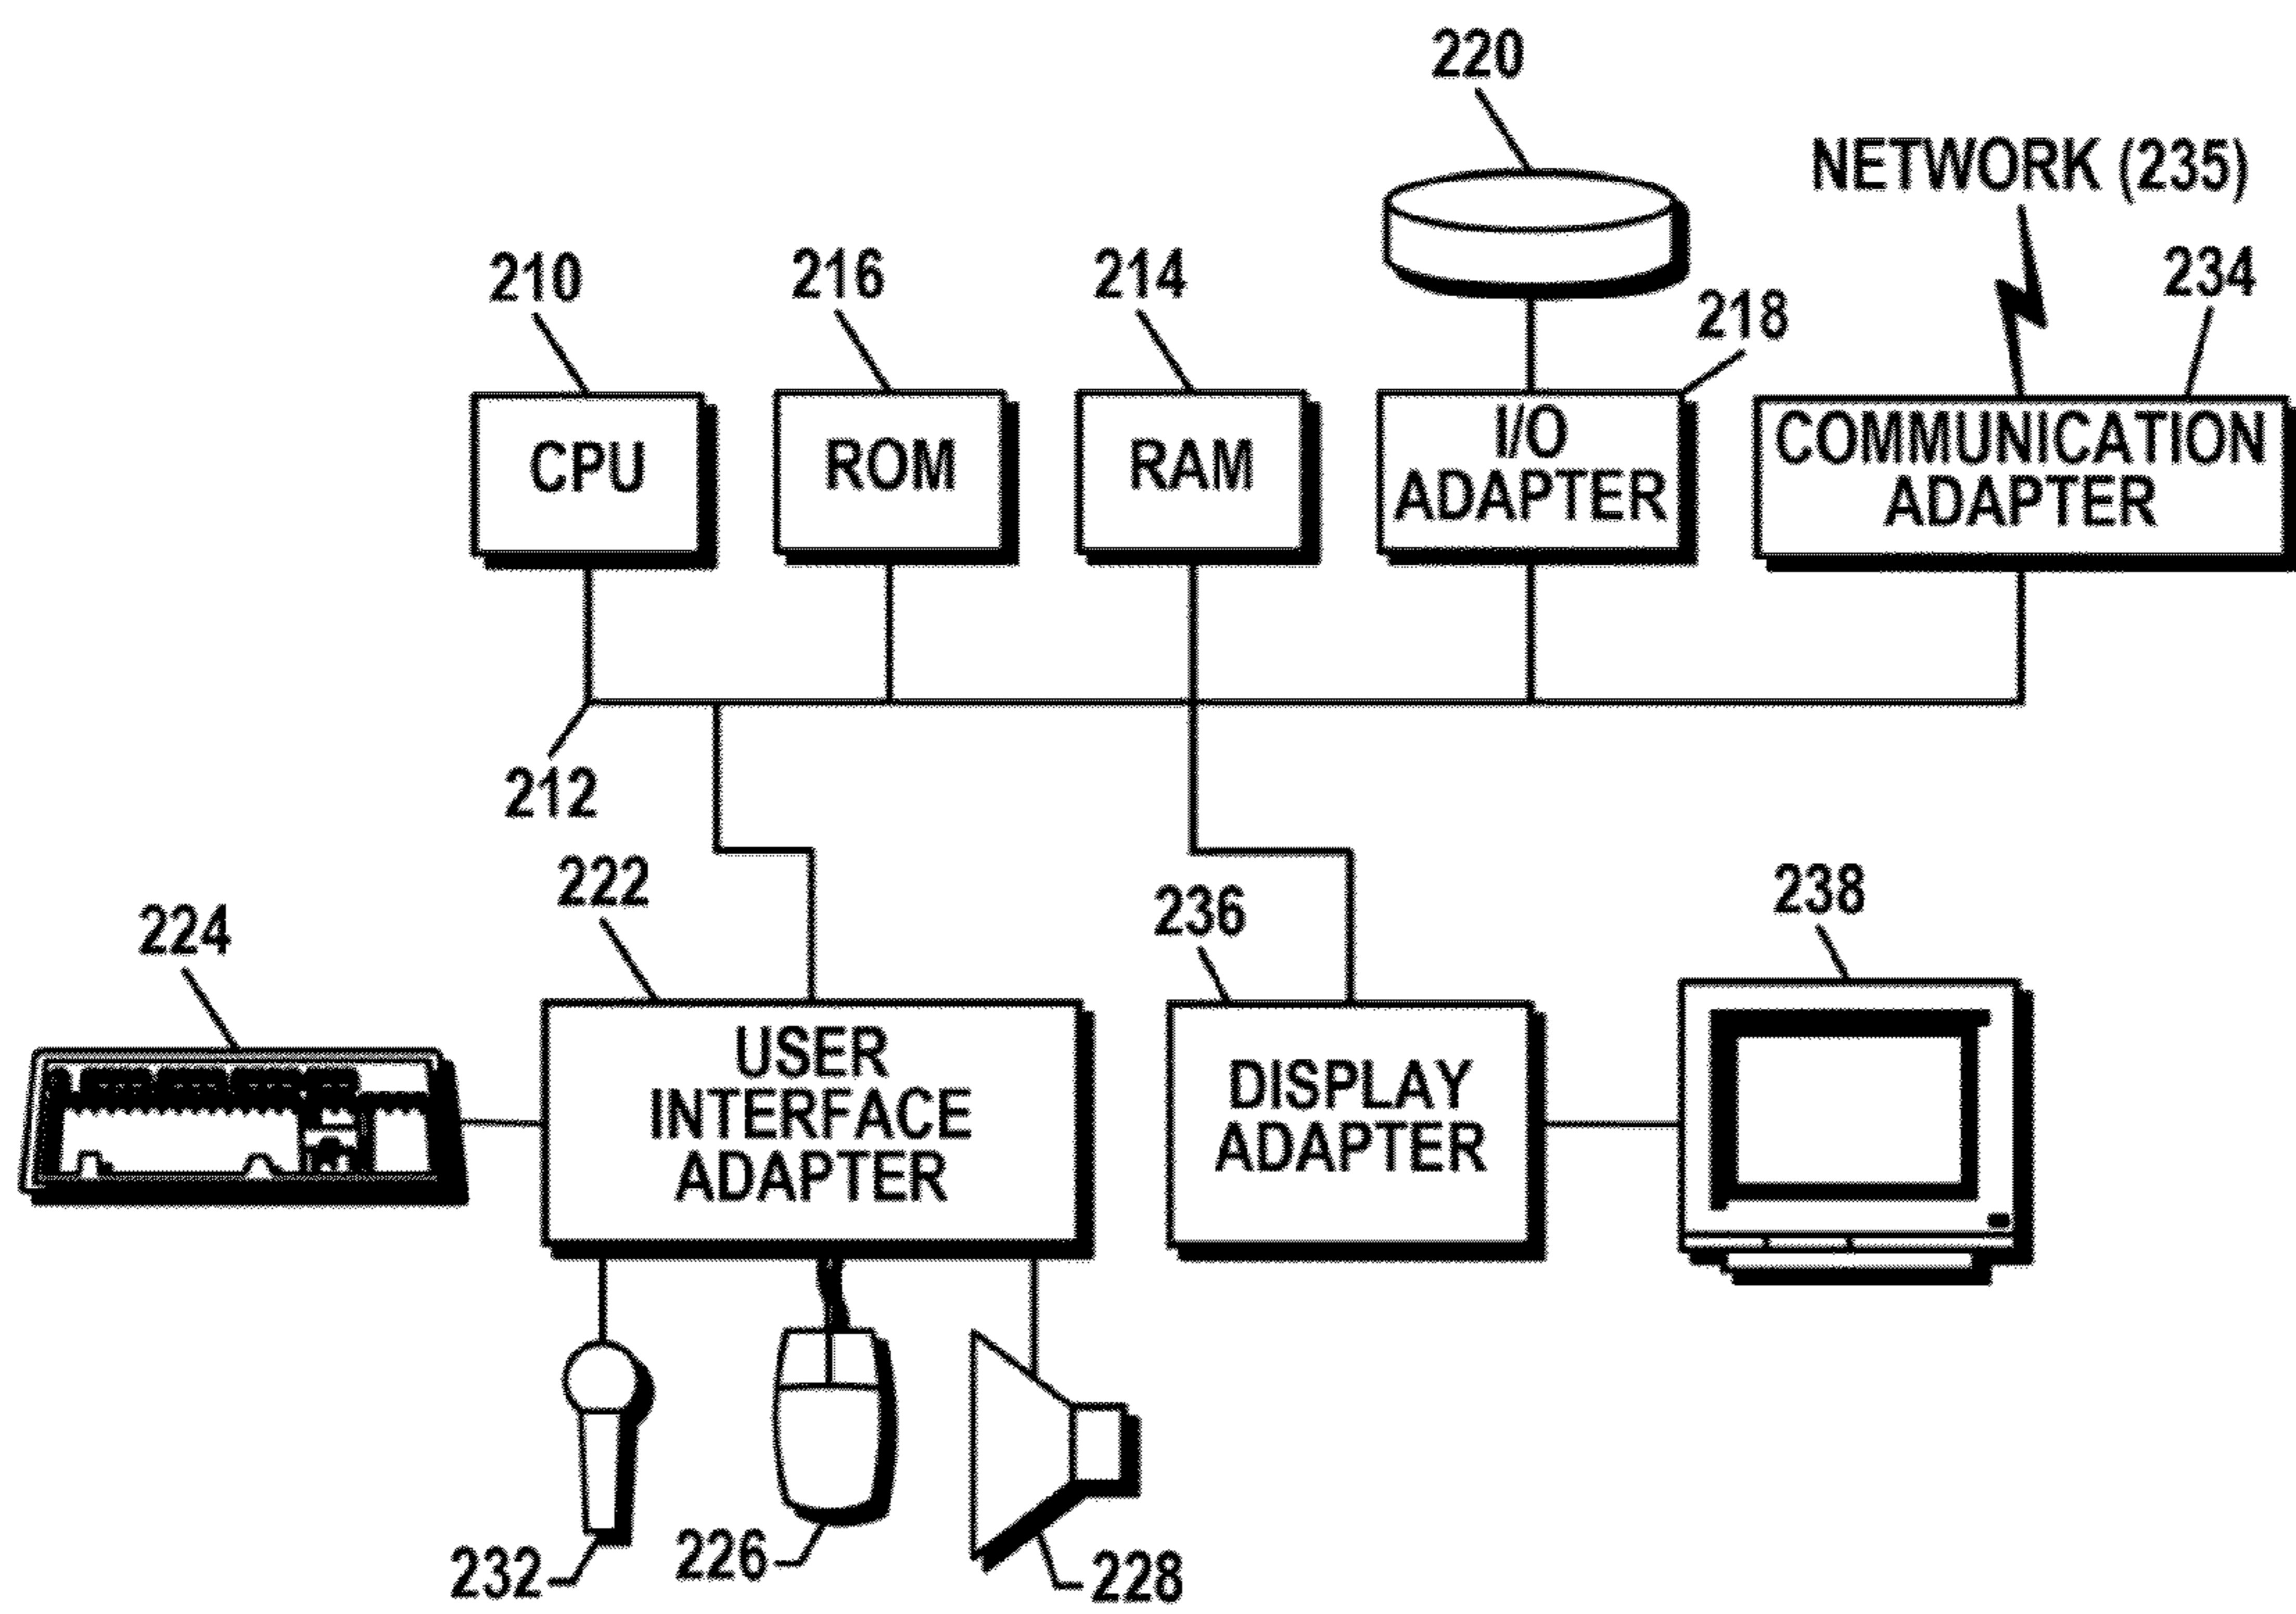 220
NETWORK (235)
210
216
214
218
234
CPU
ROM
RAM
I/O
ADAPTER
COMMUNICATION
ADAPTER
212
222
236
238
224
USER
INTERFACE
ADAPTER
DISPLAY
ADAPTER
232
226
228